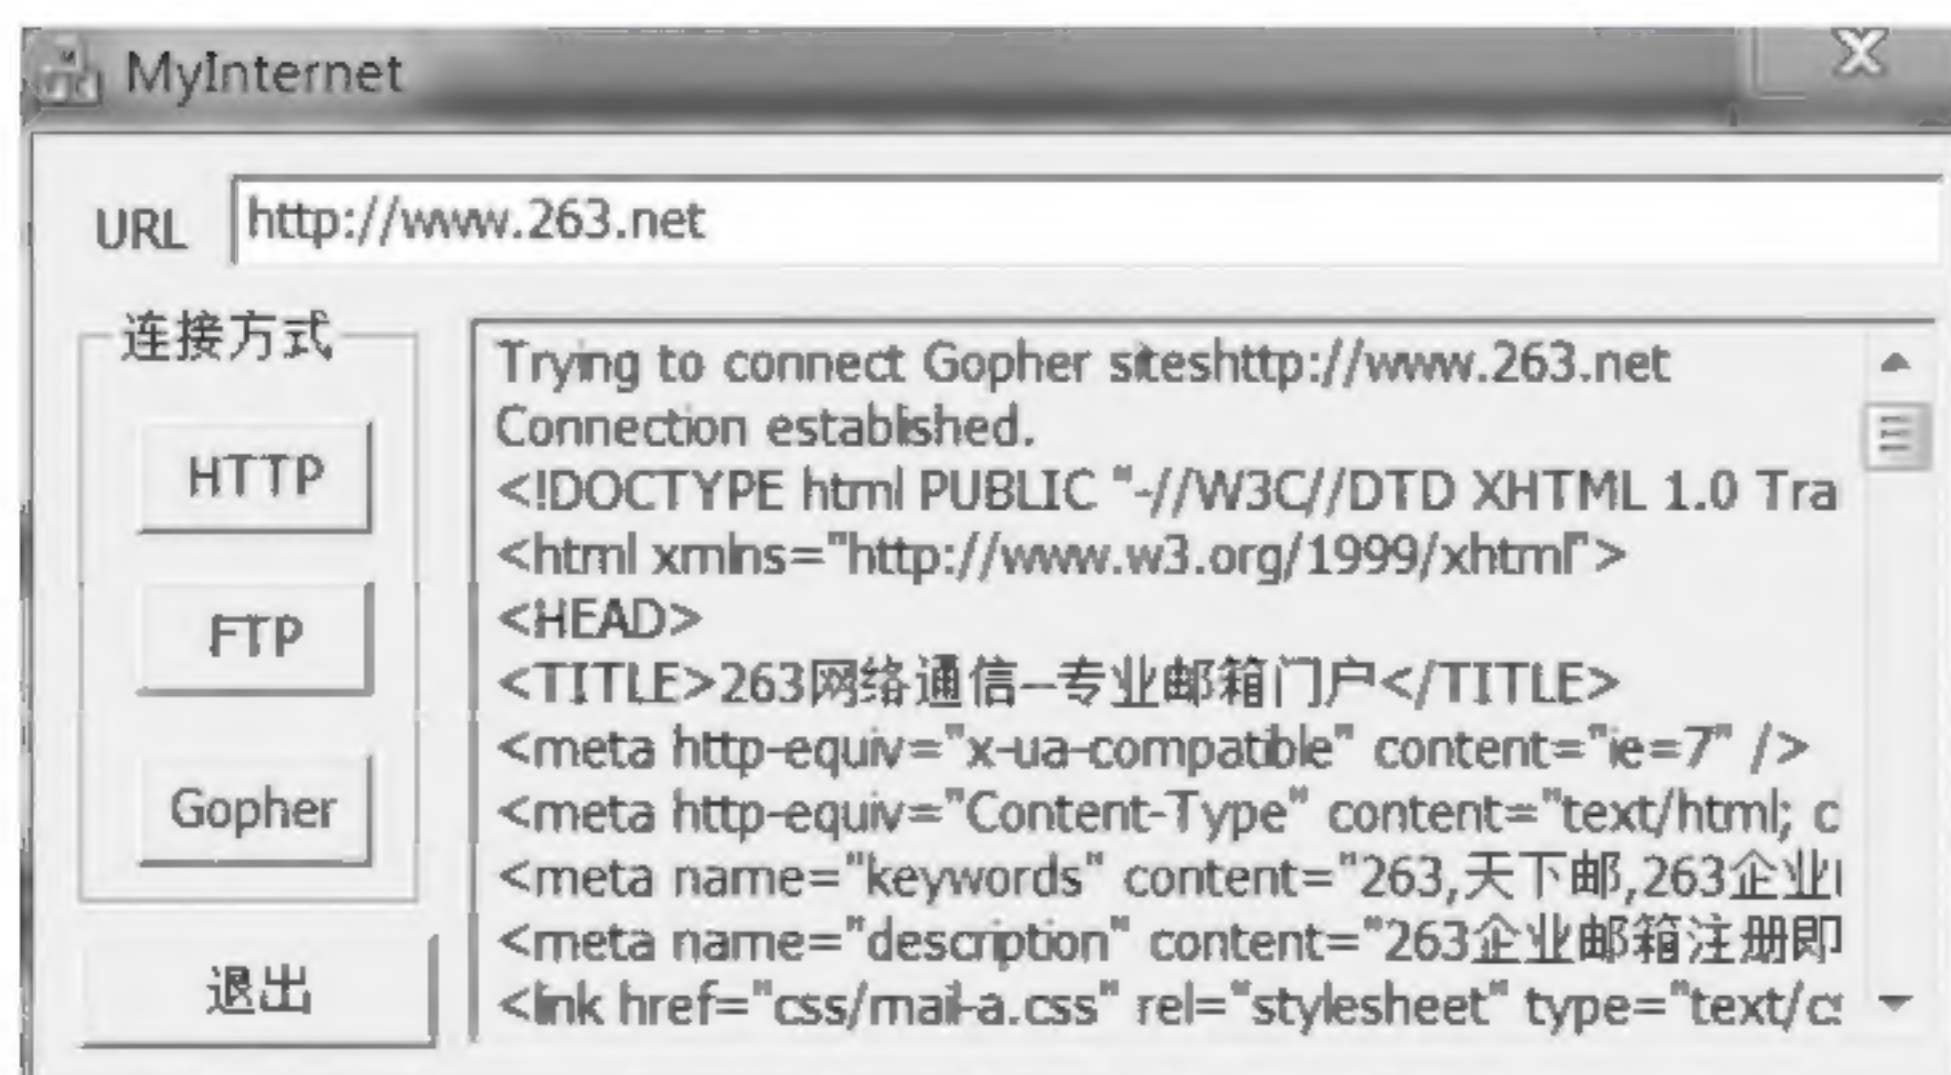 MyInternet
URL http://www.263.net
连接方式
HTTP
FTP
Gopher
退出
Trying to connect Gopher siteshttp://www.263.net
Connection established.
<!DOCTYPE html PUBLIC "-//W3C//DTD XHTML 1.0 Tra
<html xmlns="http://www.w3.org/1999/xhtml">
<HEAD>
<TITLE>263网络通信--专业邮箱门户</TITLE>
<meta http-equiv="x-ua-compatible" content="ie=7" />
<meta http-equiv="Content-Type" content="text/html; c
<meta name="keywords" content="263,天下邮,263企业
<meta name="description" content="263企业邮箱注册即
<link href="css/mail-a.css" rel="stylesheet" type="text/cs